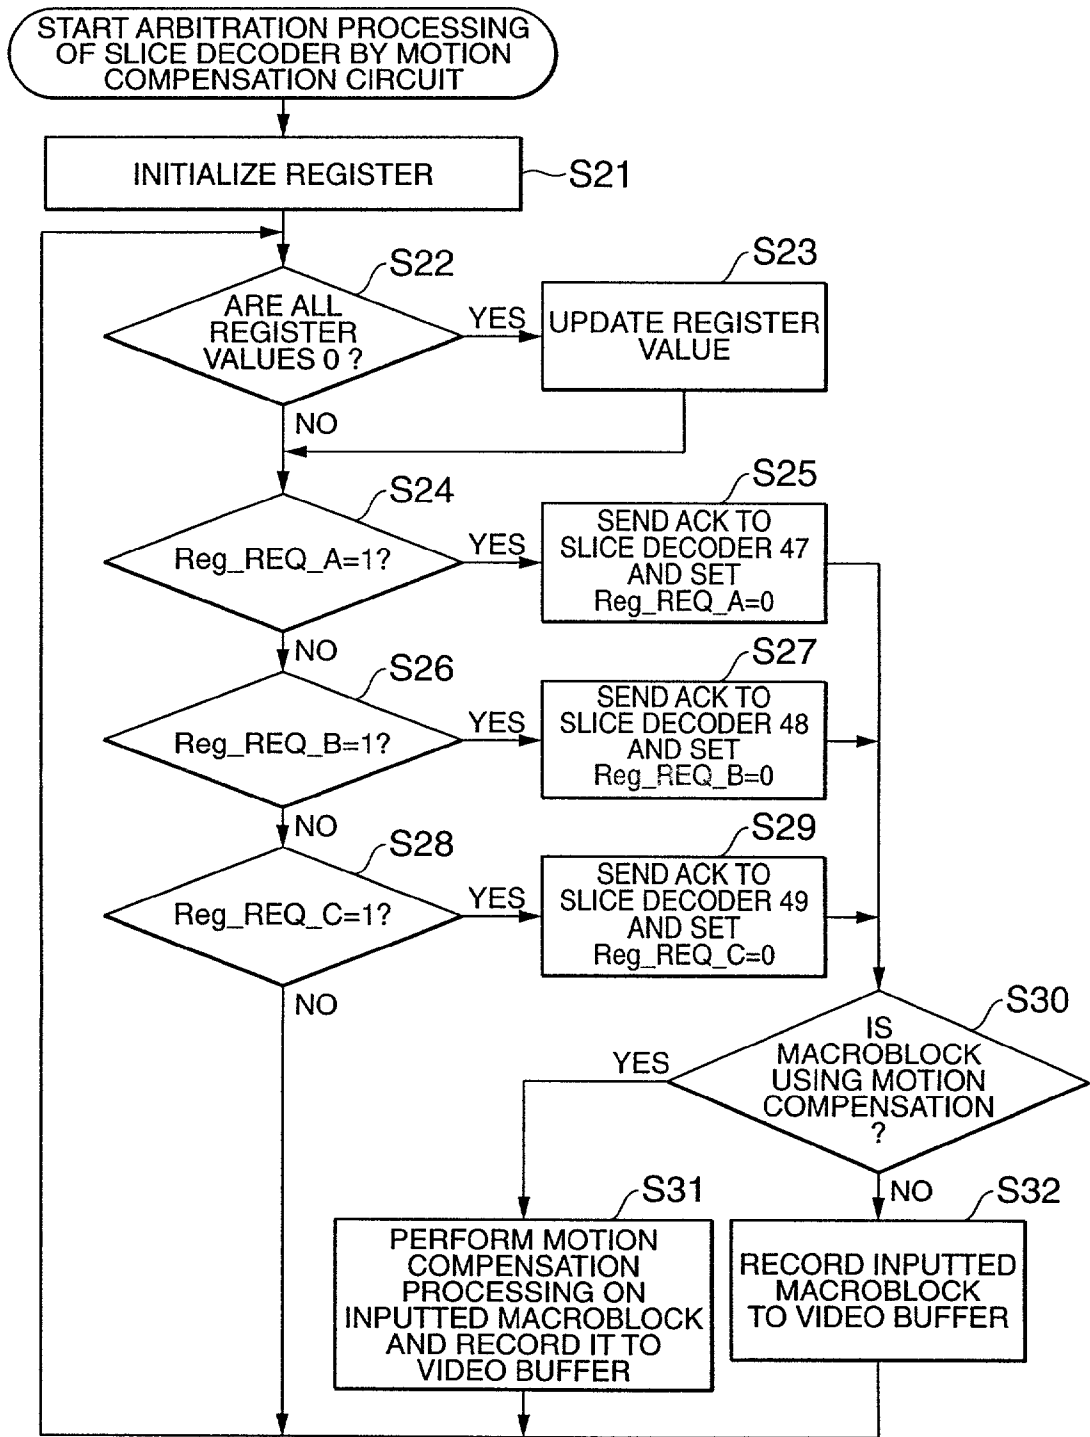 START ARBITRATION PROCESSING
OF SLICE DECODER BY MOTION
COMPENSATION CIRCUIT
INITIALIZE REGISTER
S21
S22
ARE ALL
REGISTER
VALUES 0 ?
YES
NO
S23
UPDATE REGISTER
VALUE
S24
Reg_REQ_A=1?
YES
NO
S25
SEND ACK TO
SLICE DECODER 47
AND SET
Reg_REQ_A=0
S26
Reg_REQ_B=1?
YES
NO
S27
SEND ACK TO
SLICE DECODER 48
AND SET
Reg_REQ_B=0
S28
Reg_REQ_C=1?
YES
NO
S29
SEND ACK TO
SLICE DECODER 49
AND SET
Reg_REQ_C=0
S30
IS
MACROBLOCK
USING MOTION
COMPENSATION
?
YES
NO
S31
PERFORM MOTION
COMPENSATION
PROCESSING ON
INPUTTED MACROBLOCK
AND RECORD IT TO
VIDEO BUFFER
S32
RECORD INPUTTED
MACROBLOCK
TO VIDEO BUFFER